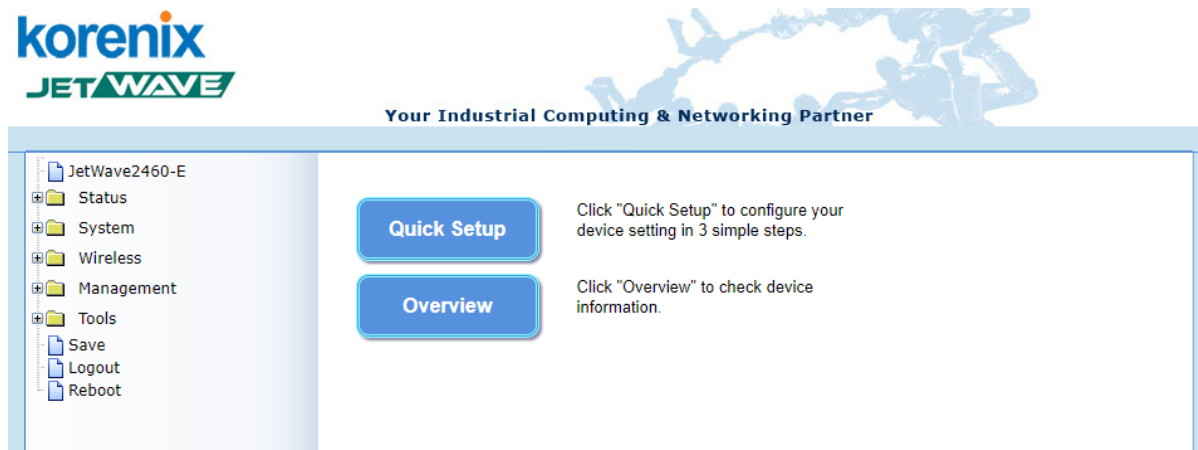 korenix
JETWAVE
Your Industrial Computing & Networking Partner
JetWave2460-E
Status
System
Wireless
Management
Tools
Save
Logout
Reboot
Quick Setup
Click "Quick Setup" to configure your
device setting in 3 simple steps.
Overview
Click "Overview" to check device
information.